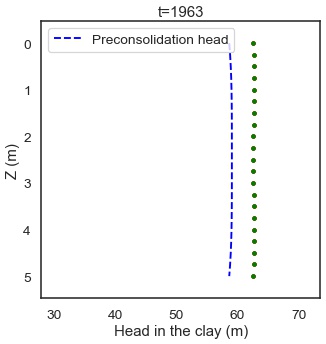 t=1963
Preconsolidation head
0
1
2
3
4
5
Z (m)
30 40 50 60 70
Head in the clay (m)